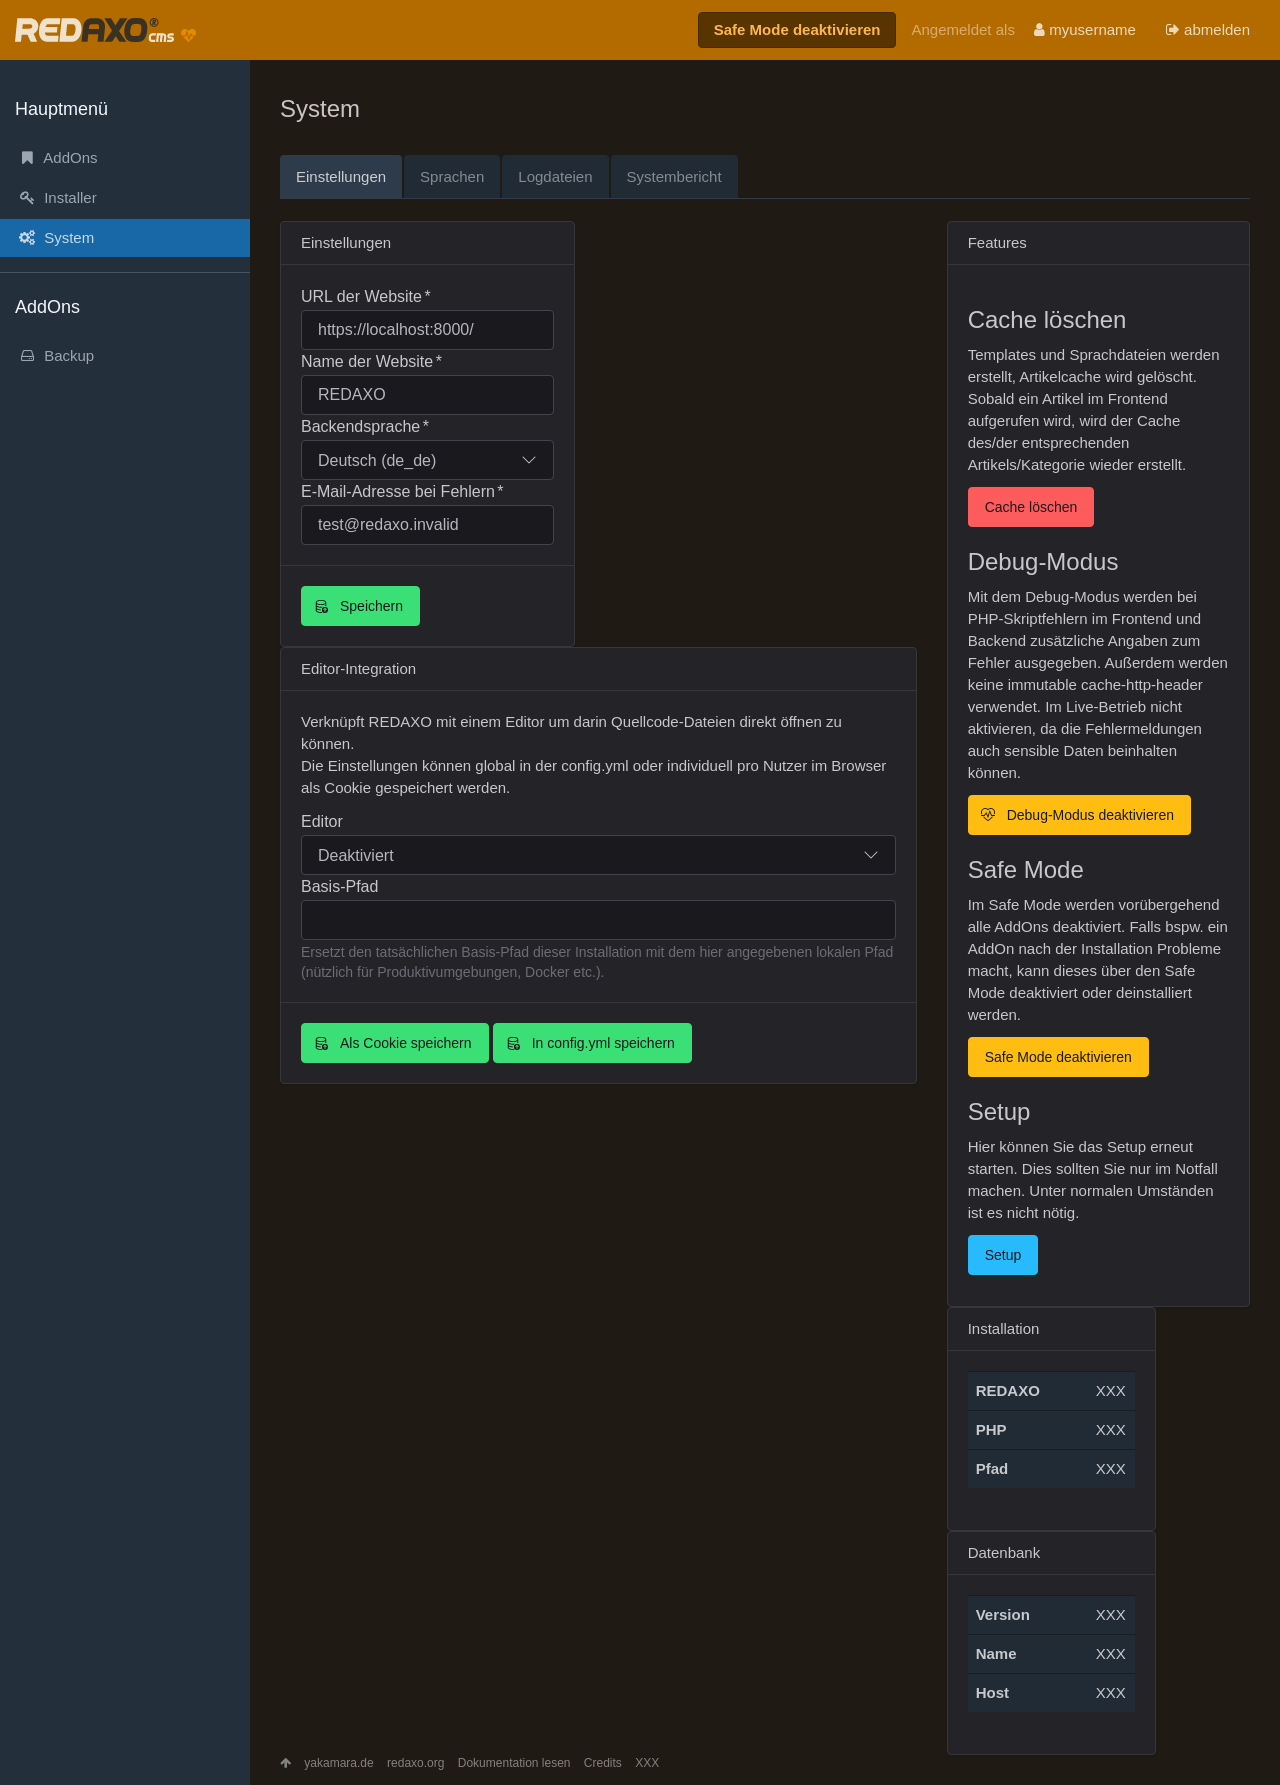 REDAXO® cms
Safe Mode deaktivieren
Angemeldet als
myusername
abmelden
Hauptmenü
AddOns
Installer
System
AddOns
Backup
System
Einstellungen
Sprachen
Logdateien
Systembericht
Einstellungen
URL der Website *
https://localhost:8000/
Name der Website *
REDAXO
Backendsprache *
Deutsch (de_de)
E-Mail-Adresse bei Fehlern *
test@redaxo.invalid
Speichern
Editor-Integration
Verknüpft REDAXO mit einem Editor um darin Quellcode-Dateien direkt öffnen zu
können.
Die Einstellungen können global in der config.yml oder individuell pro Nutzer im Browser
als Cookie gespeichert werden.
Editor
Deaktiviert
Basis-Pfad
Ersetzt den tatsächlichen Basis-Pfad dieser Installation mit dem hier angegebenen lokalen Pfad
(nützlich für Produktivumgebungen, Docker etc.).
Als Cookie speichern
In config.yml speichern
Features
Cache löschen
Templates und Sprachdateien werden
erstellt, Artikelcache wird gelöscht.
Sobald ein Artikel im Frontend
aufgerufen wird, wird der Cache
des/der entsprechenden
Artikels/Kategorie wieder erstellt.
Cache löschen
Debug-Modus
Mit dem Debug-Modus werden bei
PHP-Skriptfehlern im Frontend und
Backend zusätzliche Angaben zum
Fehler ausgegeben. Außerdem werden
keine immutable cache-http-header
verwendet. Im Live-Betrieb nicht
aktivieren, da die Fehlermeldungen
auch sensible Daten beinhalten
können.
Debug-Modus deaktivieren
Safe Mode
Im Safe Mode werden vorübergehend
alle AddOns deaktiviert. Falls bspw. ein
AddOn nach der Installation Probleme
macht, kann dieses über den Safe
Mode deaktiviert oder deinstalliert
werden.
Safe Mode deaktivieren
Setup
Hier können Sie das Setup erneut
starten. Dies sollten Sie nur im Notfall
machen. Unter normalen Umständen
ist es nicht nötig.
Setup
Installation
REDAXO XXX
PHP XXX
Pfad XXX
Datenbank
Version XXX
Name XXX
Host XXX
yakamara.de redaxo.org Dokumentation lesen Credits XXX